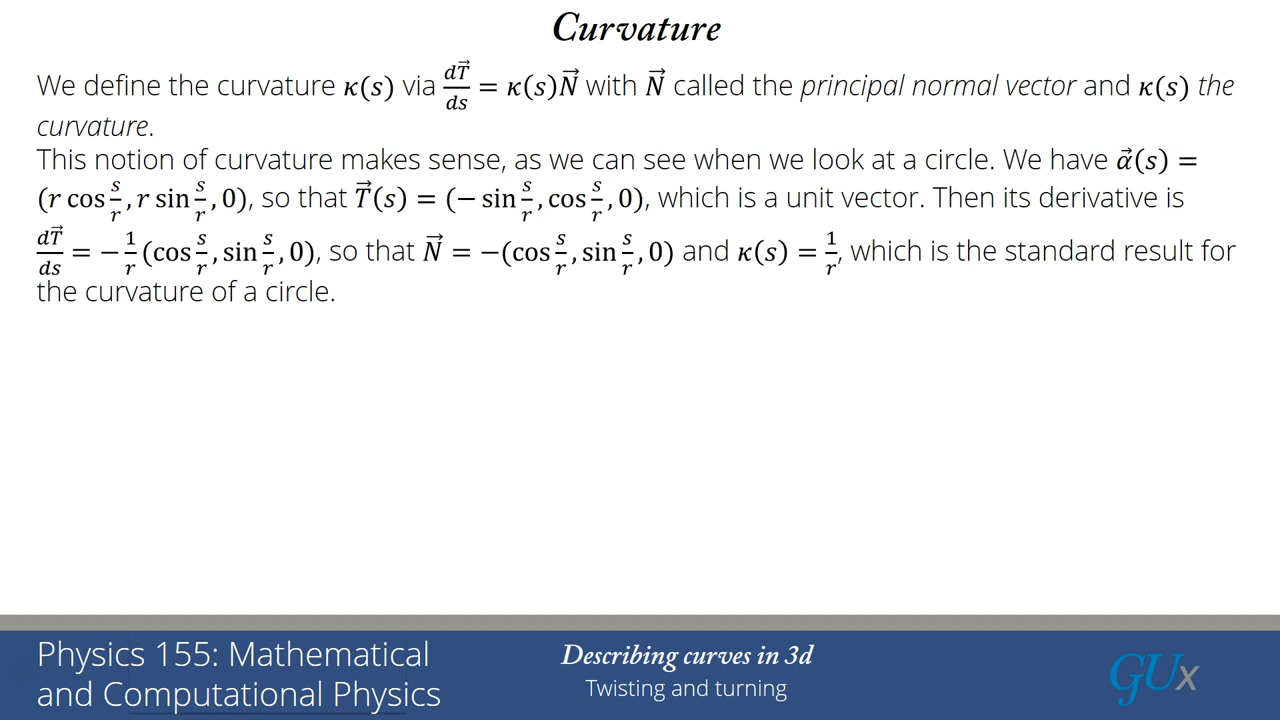 Curvature
We define the curvature κ(s) via dT⃗/ds = κ(s)N⃗ with N⃗ called the principal normal vector and κ(s) the
curvature.
This notion of curvature makes sense, as we can see when we look at a circle. We have α⃗(s) =
(r cos s/r, r sin s/r, 0), so that T⃗(s) = (− sin s/r, cos s/r, 0), which is a unit vector. Then its derivative is
dT⃗/ds = −1/r (cos s/r, sin s/r, 0), so that N⃗ = −(cos s/r, sin s/r, 0) and κ(s) = 1/r, which is the standard result for
the curvature of a circle.
Physics 155: Mathematical
and Computational Physics
Describing curves in 3d
Twisting and turning
GUx